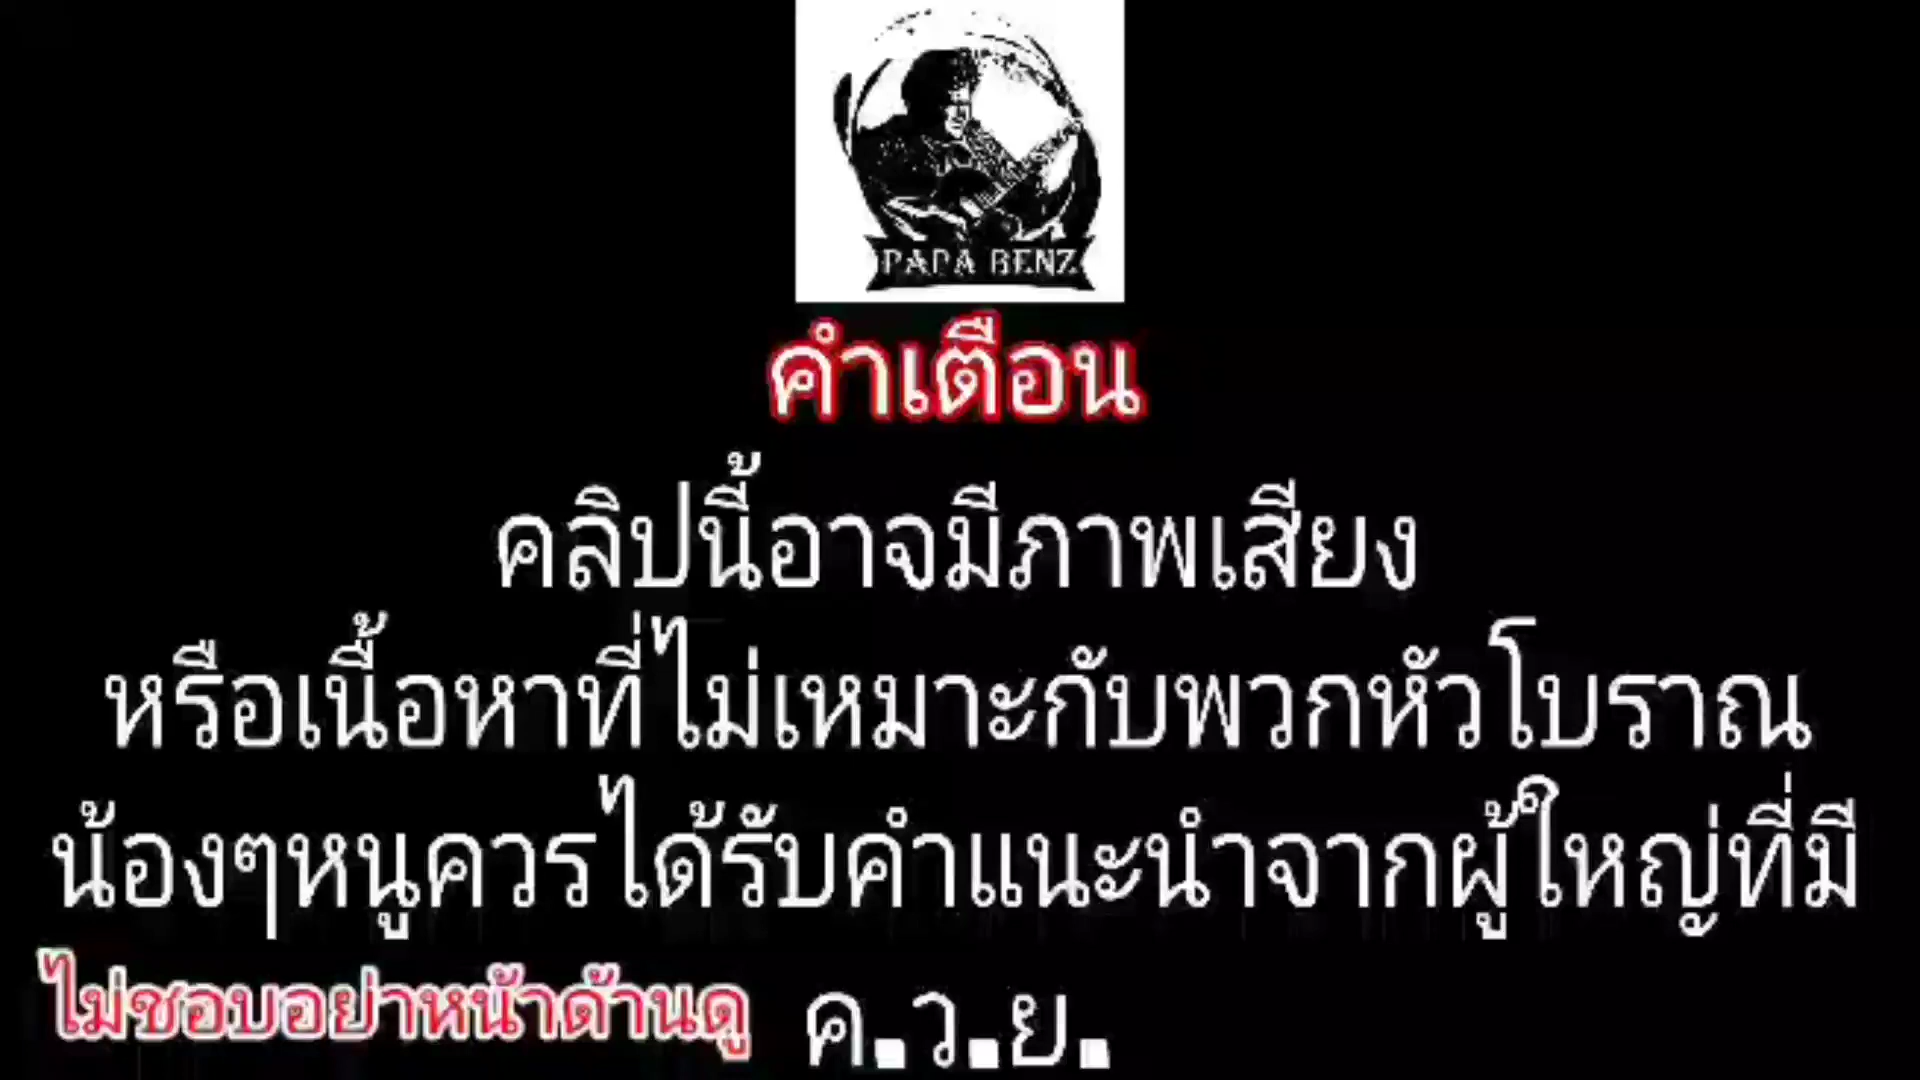 PAPA BENZ
คำเตือน
คลิปนี้อาจมีภาพเสียง
หรือเนื้อหาที่ไม่เหมาะกับพวกหัวโบราณ
น้องๆหนูควรได้รับคำแนะนำจากผู้ใหญ่ที่มี
ไม่ชอบอย่าหน้าด้านดู ค.ว.ย.